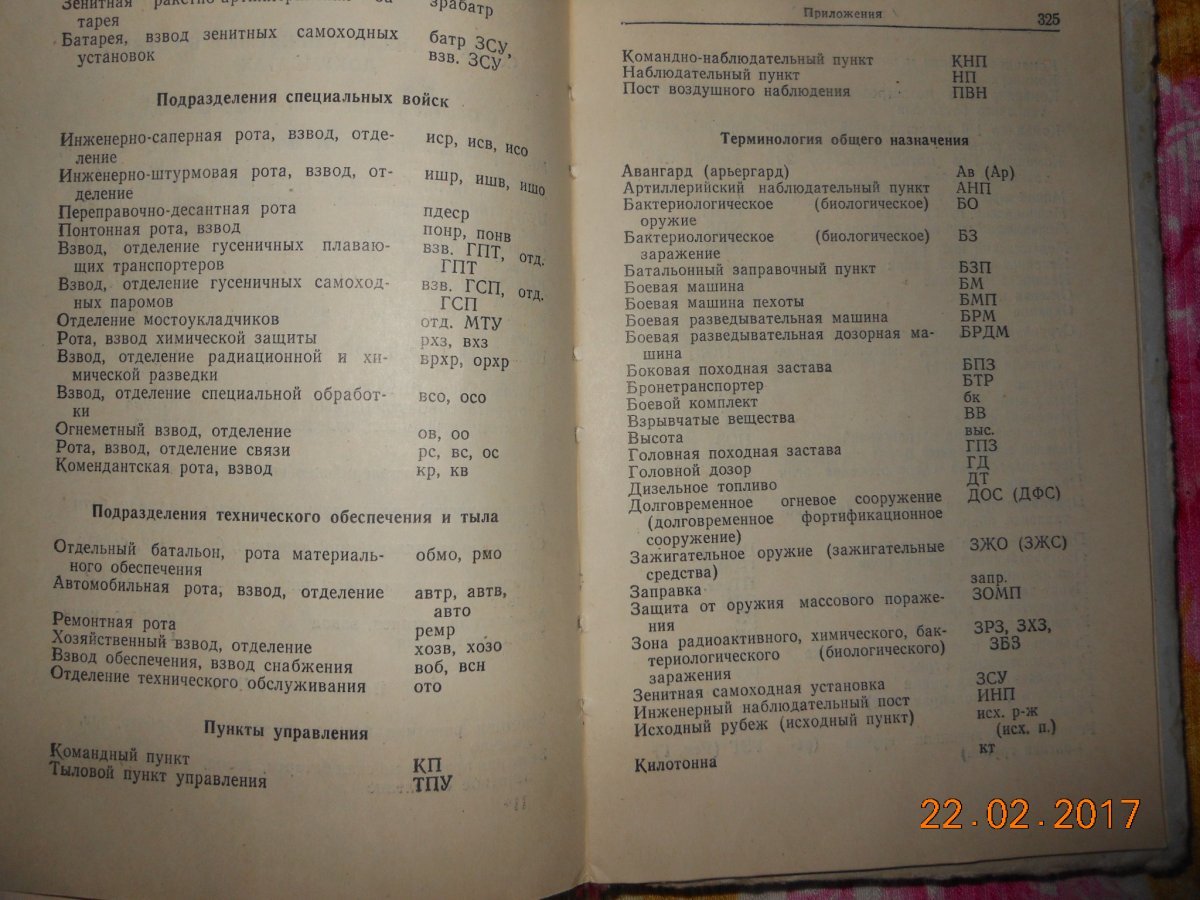 Зенитная ракетно-артиллерийская ба- зрабатр
тарея
Батарея, взвод зенитных самоходных батр ЗСУ,
установок взв. ЗСУ
Подразделения специальных войск
Инженерно-саперная рота, взвод, отде- иср, исв, исо
ление
Инженерно-штурмовая рота, взвод, от- ишр, ишв, ишо
деление
Переправочно-десантная рота пдеср
Понтонная рота, взвод понр, понв
Взвод, отделение гусеничных плаваю- взв. ГПТ, отд.
щих транспортеров ГПТ
Взвод, отделение гусеничных самоход- взв. ГСП, отд.
ных паромов ГСП
Отделение мостоукладчиков отд. МТУ
Рота, взвод химической защиты рхз, вхз
Взвод, отделение радиационной и хи- врхр, орхр
мической разведки
Взвод, отделение специальной обработ- всо, осо
ки
Огнеметный взвод, отделение ов, оо
Рота, взвод, отделение связи рс, вс, ос
Комендантская рота, взвод кр, кв
Подразделения технического обеспечения и тыла
Отдельный батальон, рота материаль- обмо, рмо
ного обеспечения
Автомобильная рота, взвод, отделение автр, автв,
авто
Ремонтная рота ремр
Хозяйственный взвод, отделение хозв, хозо
Взвод обеспечения, взвод снабжения воб, всн
Отделение технического обслуживания ото
Пункты управления
Командный пункт КП
Тыловой пункт управления ТПУ
Приложения 325
Командно-наблюдательный пункт КНП
Наблюдательный пункт НП
Пост воздушного наблюдения ПВН
Терминология общего назначения
Авангард (арьергард) Ав (Ар)
Артиллерийский наблюдательный пункт АНП
Бактериологическое (биологическое) БО
оружие
Бактериологическое (биологическое) БЗ
заражение
Батальонный заправочный пункт БЗП
Боевая машина БМ
Боевая машина пехоты БМП
Боевая разведывательная машина БРМ
Боевая разведывательная дозорная ма- БРДМ
шина
Боковая походная застава БПЗ
Бронетранспортер БТР
Боевой комплект бк
Взрывчатые вещества ВВ
Высота выс.
Головная походная застава ГПЗ
Головной дозор ГД
Дизельное топливо ДТ
Долговременное огневое сооружение ДОС (ДФС)
(долговременное фортификационное
сооружение)
Зажигательное оружие (зажигательные ЗЖО (ЗЖС)
средства)
Заправка запр.
Защита от оружия массового пораже- ЗОМП
ния
Зона радиоактивного, химического, бак- ЗРЗ, ЗХЗ,
териологического (биологического) ЗБЗ
заражения
Зенитная самоходная установка ЗСУ
Инженерный наблюдательный пост ИНП
Исходный рубеж (исходный пункт) исх. р-ж
(исх. п.)
Килотонна кт
22.02.2017